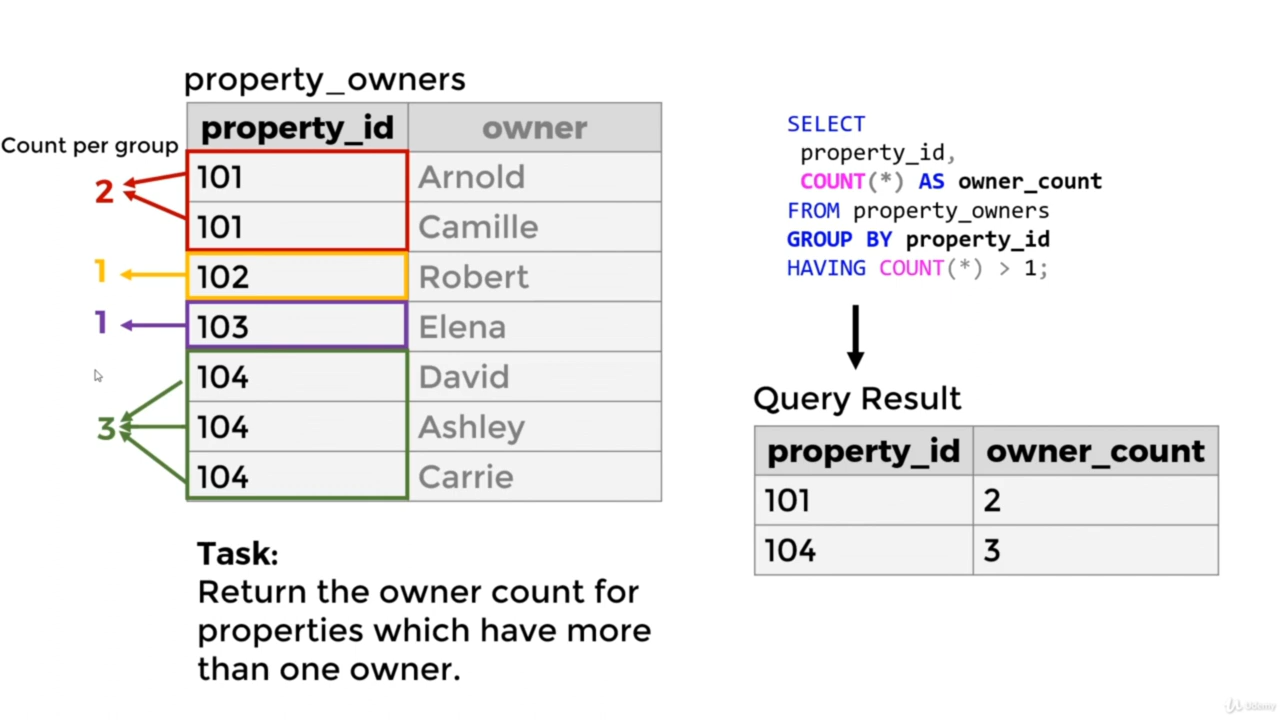 property_owners
Count per group
property_id owner
101 Arnold
2
101 Camille
1
102 Robert
1
103 Elena
104 David
3
104 Ashley
104 Carrie
Task:
Return the owner count for
properties which have more
than one owner.
SELECT
property_id,
COUNT(*) AS owner_count
FROM property_owners
GROUP BY property_id
HAVING COUNT(*) > 1;
Query Result
property_id owner_count
101 2
104 3
Udemy